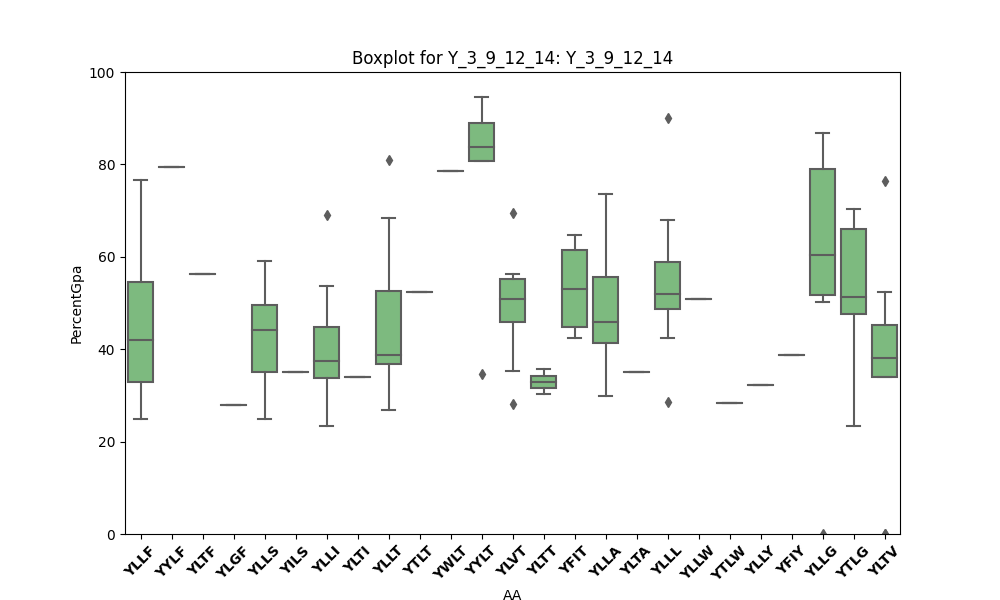 Boxplot for Y_3_9_12_14: Y_3_9_12_14
100
80
60
40
20
0
PercentGpa
YLLF YYLF YLTF YLGF YLLS YILS YLLI YLTI YLLT YTLT YWLT YYLT YLVT YLTT YFIT YLLA YLTA YLLL YLLW YTLW YLLY YFIY YLLG YTLG YLTV
AA